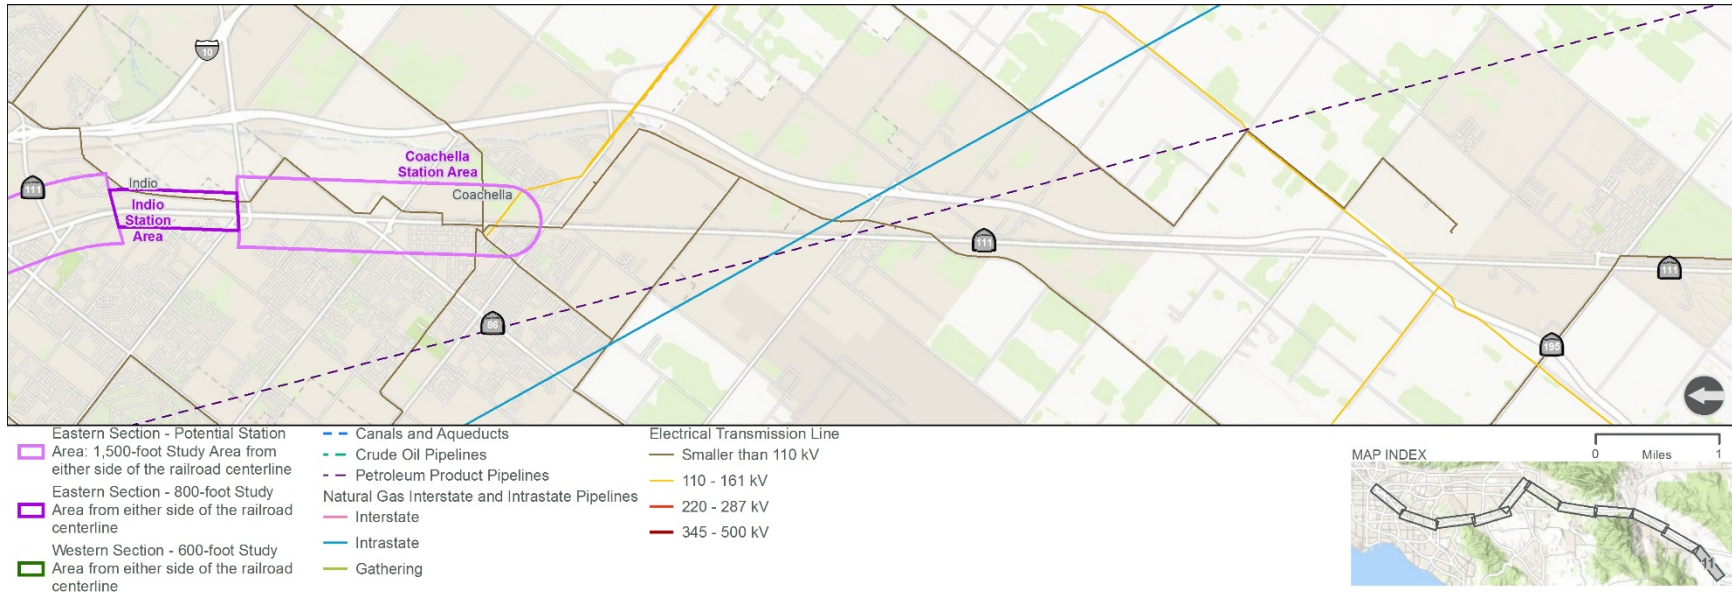 10
111
Coachella
Station Area
Indio
Coachella
Indio
Station
Area
111
111
86
195
Eastern Section - Potential Station
Area: 1,500-foot Study Area from
either side of the railroad centerline
Eastern Section - 800-foot Study
Area from either side of the railroad
centerline
Western Section - 600-foot Study
Area from either side of the railroad
centerline
Canals and Aqueducts
Crude Oil Pipelines
Petroleum Product Pipelines
Natural Gas Interstate and Intrastate Pipelines
Interstate
Intrastate
Gathering
Electrical Transmission Line
Smaller than 110 kV
110 - 161 kV
220 - 287 kV
345 - 500 kV
0 Miles 1
MAP INDEX
11